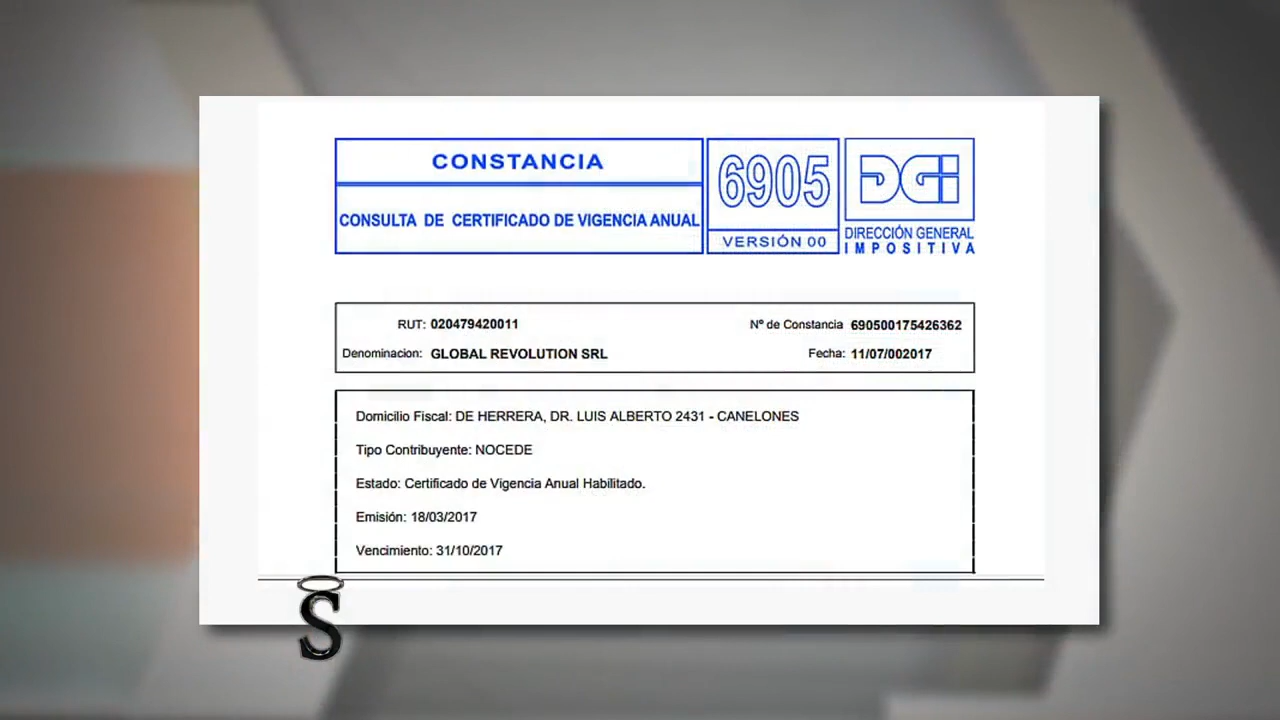 CONSTANCIA
CONSULTA DE CERTIFICADO DE VIGENCIA ANUAL
6905
VERSIÓN 00
DGI
DIRECCIÓN GENERAL
IMPOSITIVA
RUT: 020479420011
Nº de Constancia 690500175426362
Denominacion: GLOBAL REVOLUTION SRL
Fecha: 11/07/002017
Domicilio Fiscal: DE HERRERA, DR. LUIS ALBERTO 2431 - CANELONES
Tipo Contribuyente: NOCEDE
Estado: Certificado de Vigencia Anual Habilitado.
Emisión: 18/03/2017
Vencimiento: 31/10/2017
S